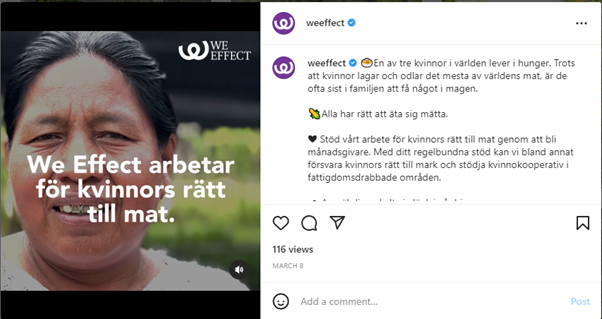 WE
EFFECT
We Effect arbetar
för kvinnors rätt
till mat.
weeffect
weeffect En av tre kvinnor i världen lever i hunger. Trots
att kvinnor lagar och odlar det mesta av världens mat, är de
ofta sist i familjen att få något i magen.
Alla har rätt att äta sig mätta.
Stöd vårt arbete för kvinnors rätt till mat genom att bli
månadsgivare. Med ditt regelbundna stöd kan vi bland annat
försvara kvinnors rätt till mark och stödja kvinnokooperativ i
fattigdomsdrabbade områden.
116 views
MARCH 8
Add a comment...
Post